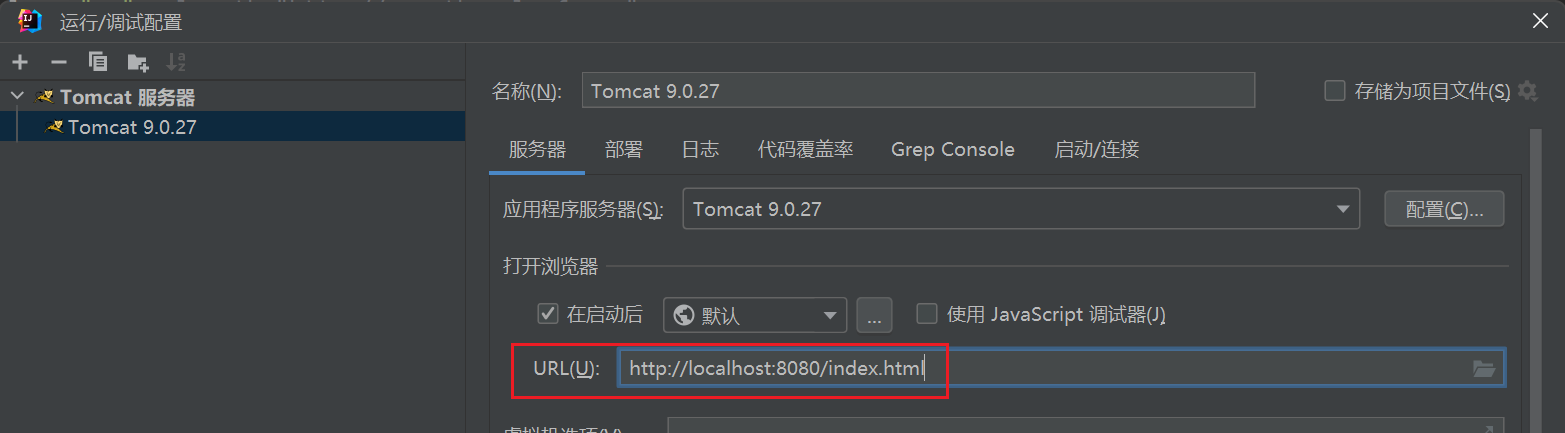 运行/调试配置
Tomcat 服务器
Tomcat 9.0.27
名称(N): Tomcat 9.0.27 存储为项目文件(S)
服务器 部署 日志 代码覆盖率 Grep Console 启动/连接
应用程序服务器(S): Tomcat 9.0.27 配置(C)...
打开浏览器
在启动后 默认 ... 使用 JavaScript 调试器(J)
URL(U): http://localhost:8080/index.html